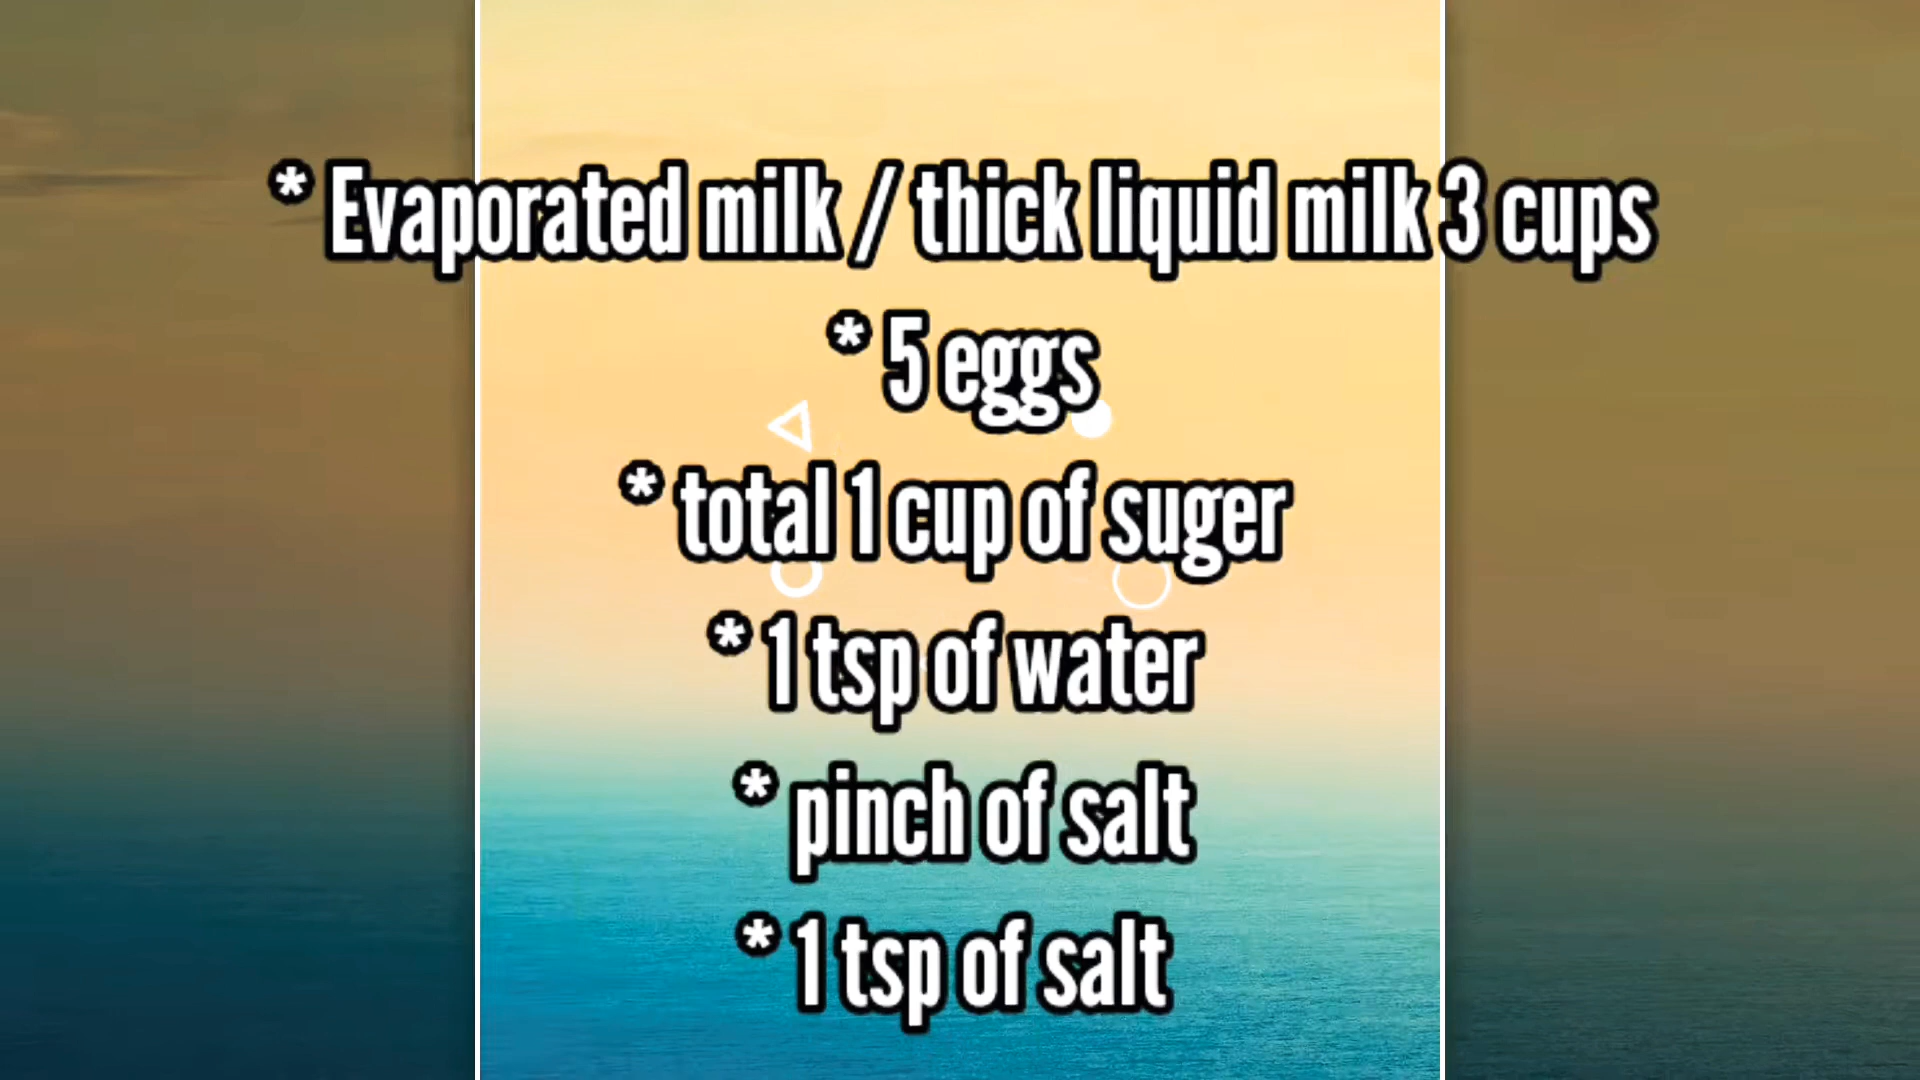 * Evaporated milk / thick liquid milk 3 cups
* 5 eggs
* total 1 cup of suger
* 1 tsp of water
* pinch of salt
* 1 tsp of salt